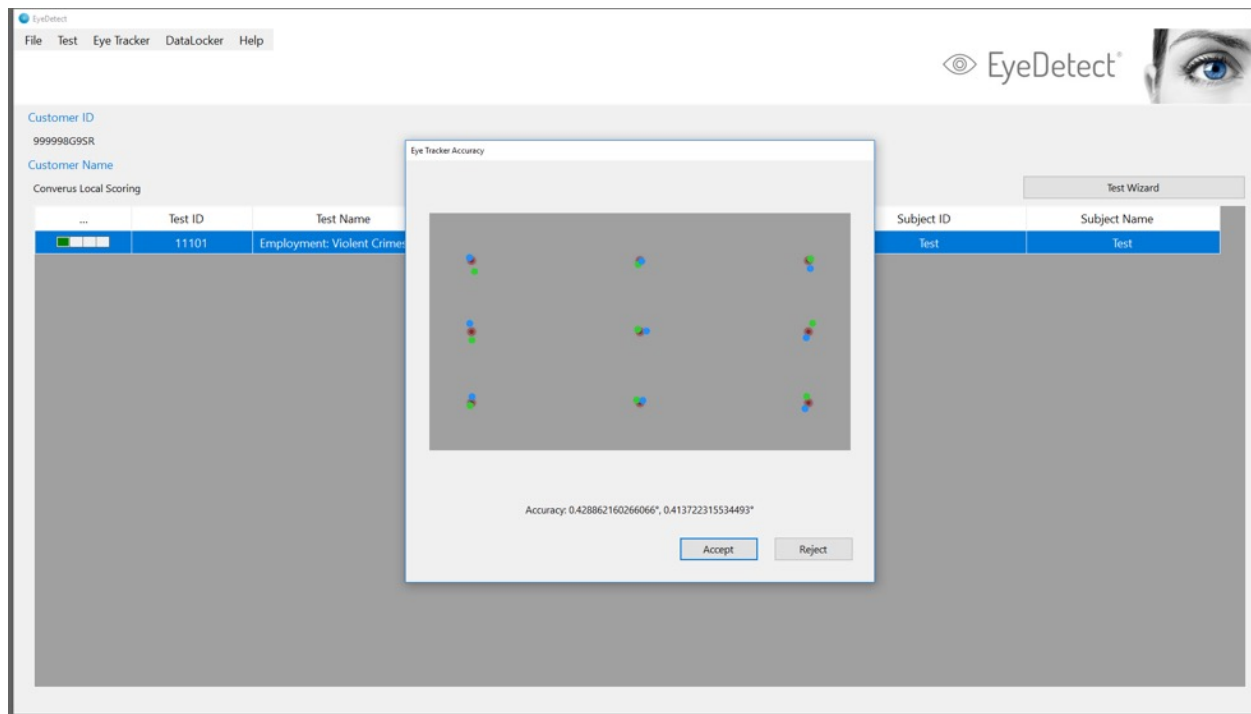 EyeDetect
File Test Eye Tracker DataLocker Help
EyeDetect®
Customer ID
999998G9SR
Customer Name
Converus Local Scoring
Test Wizard
... Test ID Test Name Subject ID Subject Name
11101 Employment: Violent Crimes Test Test
Eye Tracker Accuracy
Accuracy: 0.428862160266066°, 0.413722315534493°
Accept Reject